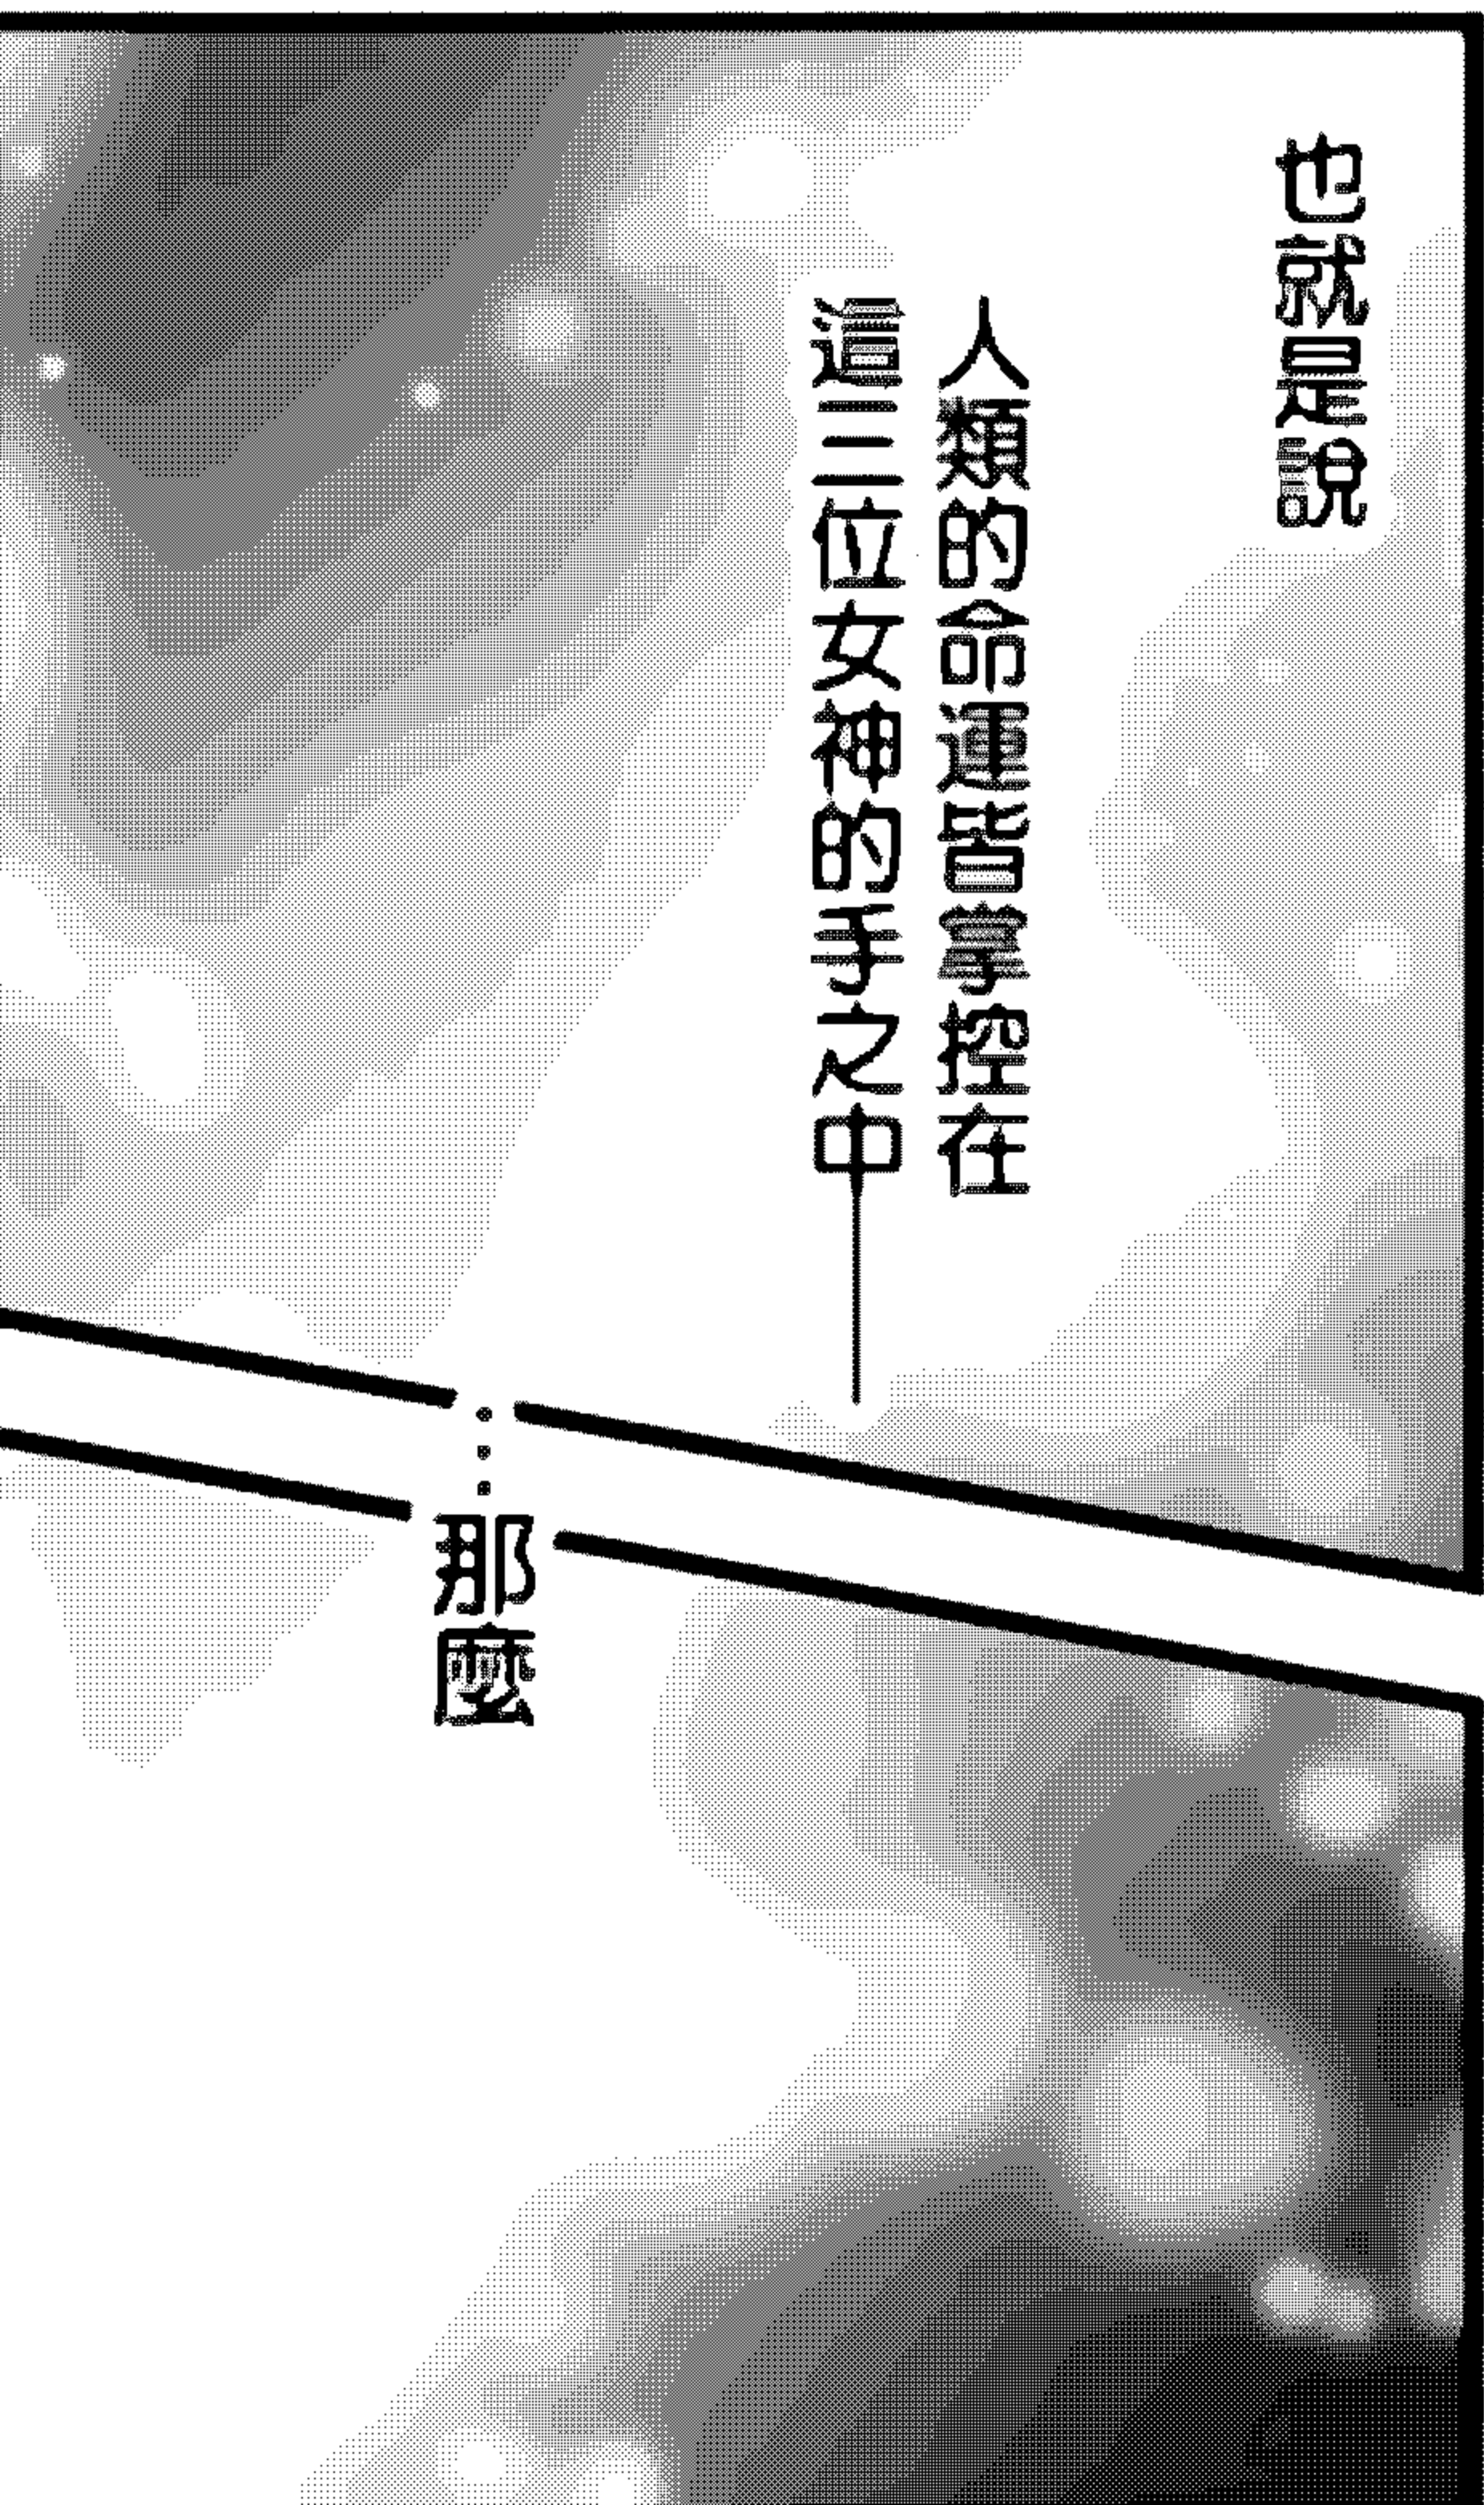 也就是說
人類的命運皆掌控在
這三位女神的手之中——
…那麼